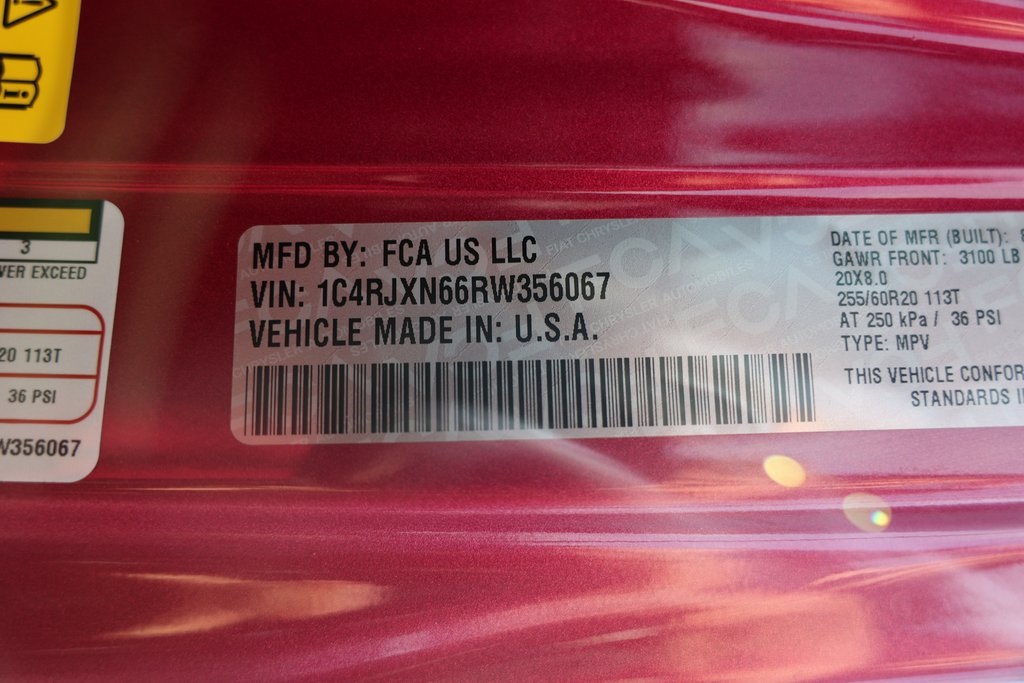 3
VER EXCEED
20 113T
36 PSI
W356067
MFD BY: FCA US LLC
VIN: 1C4RJXN66RW356067
VEHICLE MADE IN: U.S.A.
DATE OF MFR (BUILT): 8
GAWR FRONT: 3100 LB
20X8.0
255/60R20 113T
AT 250 kPa / 36 PSI
TYPE: MPV
THIS VEHICLE CONFOR
STANDARDS I